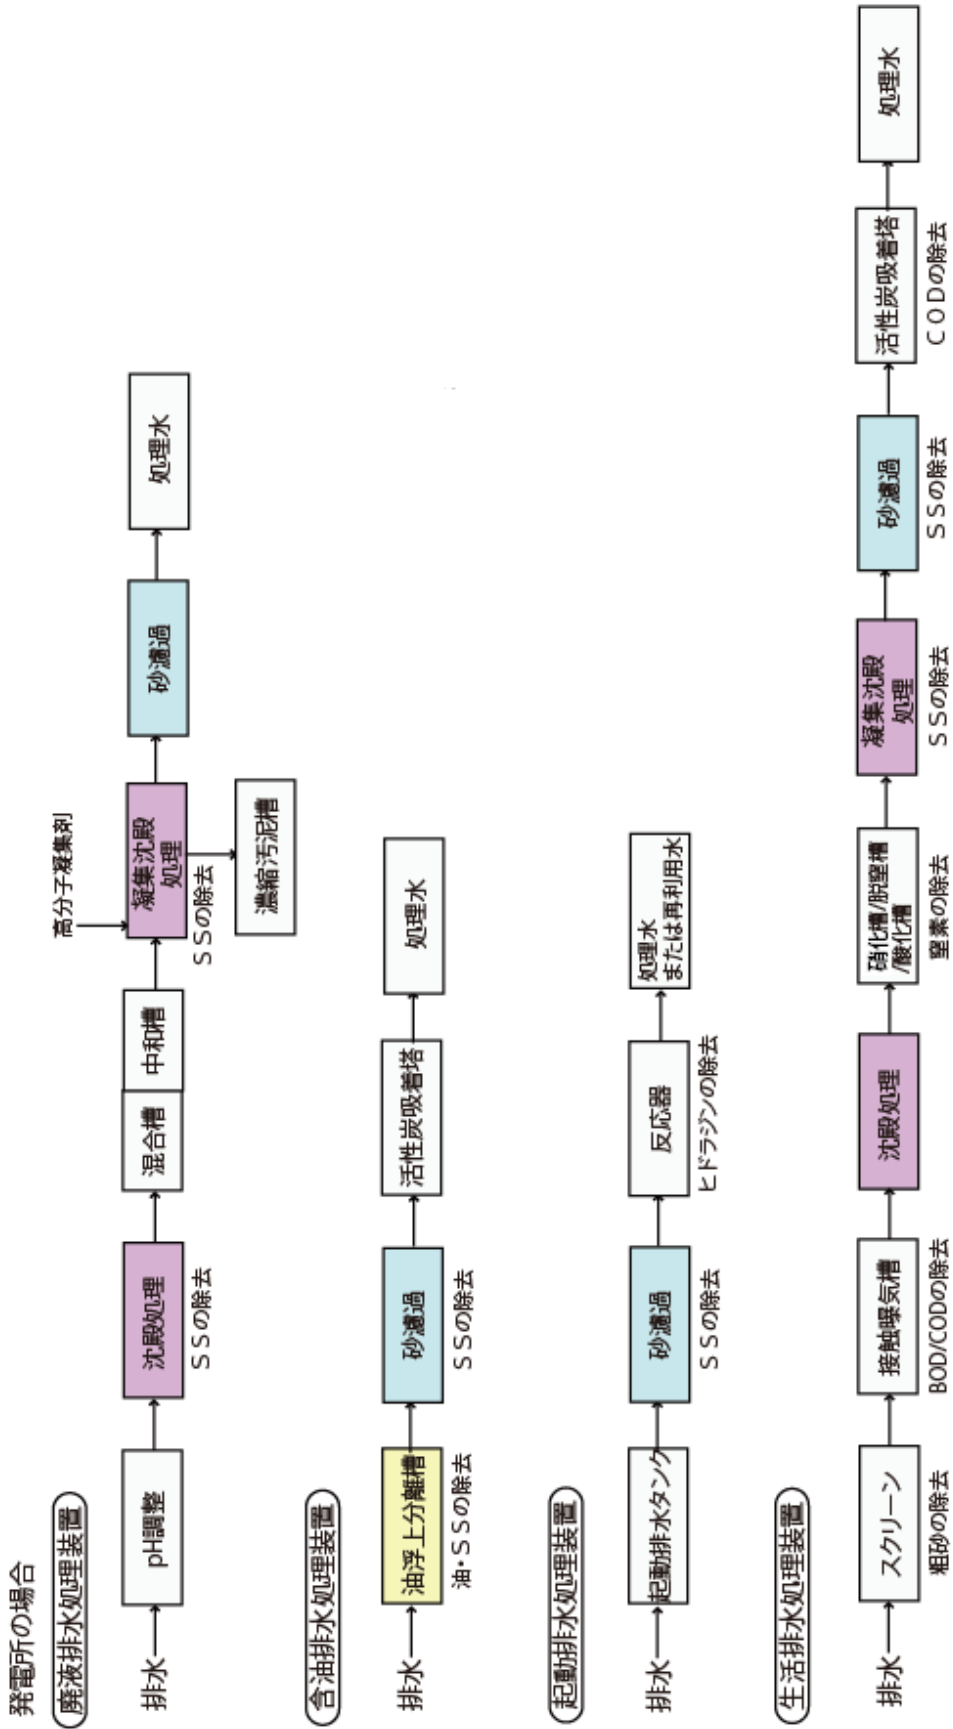 発電所の場合
廃液排水処理装置
排水
pH調整
沈殿処理
SSの除去
混合槽
中和槽
高分子凝集剤
凝集沈殿
処理
SSの除去
濃縮汚泥槽
砂濾過
処理水
含油排水処理装置
排水
油浮上分離槽
油・SSの除去
砂濾過
SSの除去
活性炭吸着塔
処理水
起動排水処理装置
排水
起動排水タンク
砂濾過
SSの除去
反応器
ヒドラジンの除去
処理水
または再利用水
生活排水処理装置
排水
スクリーン
粗砂の除去
接触曝気槽
BOD/CODの除去
沈殿処理
硝化槽/脱窒槽
/酸化槽
窒素の除去
凝集沈殿
処理
SSの除去
砂濾過
SSの除去
活性炭吸着塔
CODの除去
処理水